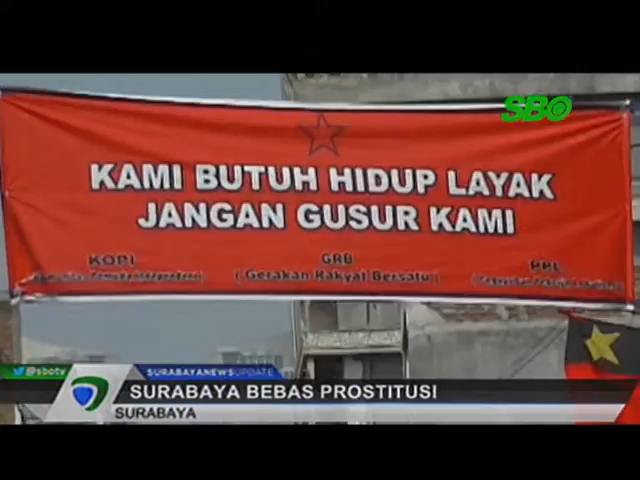 SBO
KAMI BUTUH HIDUP LAYAK
JANGAN GUSUR KAMI
KOPI
GRB
( Gerakan Rakyat Bersatu )
@sbotv
SURABAYANEWSUPDATE
SURABAYA BEBAS PROSTITUSI
SURABAYA